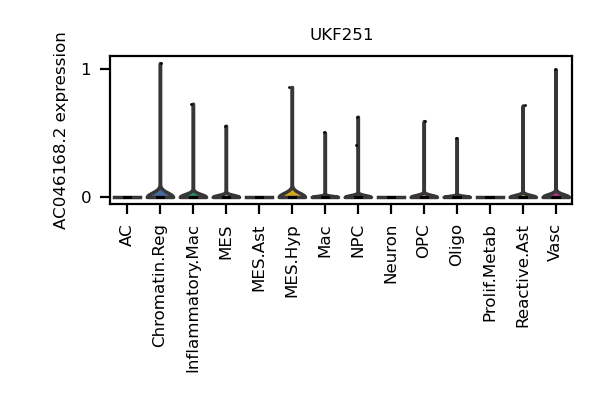 UKF251
AC046168.2 expression
1
0
AC
Chromatin.Reg
Inflammatory.Mac
MES
MES.Ast
MES.Hyp
Mac
NPC
Neuron
OPC
Oligo
Prolif.Metab
Reactive.Ast
Vasc